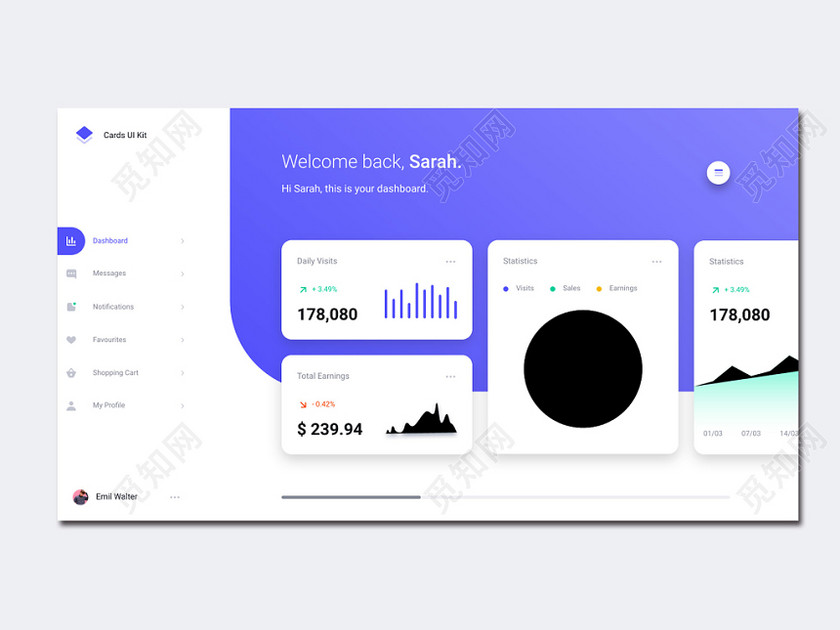 Cards UI Kit
Welcome back, Sarah.
Hi Sarah, this is your dashboard.
Dashboard
Messages
Notifications
Favourites
Shopping Cart
My Profile
Emil Walter
Daily Visits
+ 3.49%
178,080
Total Earnings
-0.42%
$ 239.94
Statistics
Visits
Sales
Earnings
Statistics
+ 3.49%
178,080
01/03
07/03
14/03
觅知网
觅知网
觅知网
觅知网
觅知网
觅知网